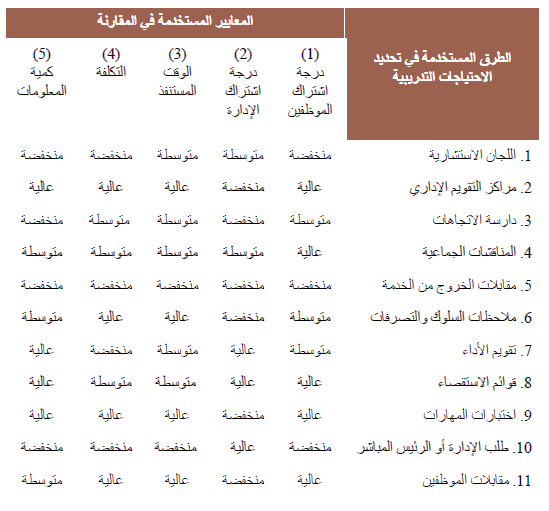 المعايير المستخدمة في المقارنة
الطرق المستخدمة في تحديد
الاحتياجات التدريبية
(1) (2) (3) (4) (5)
درجة درجة الوقت التكلفة كمية
اشتراك اشتراك المستنفذ المعلومات
الموظفين الإدارة
1. اللجان الاستشارية منخفضة متوسطة متوسطة منخفضة منخفضة
2. مراكز التقويم الإداري عالية منخفضة عالية عالية عالية
3. دارسة الاتجاهات متوسطة منخفضة متوسطة متوسطة منخفضة
4. المناقشات الجماعية عالية متوسطة متوسطة متوسطة متوسطة
5. مقابلات الخروج من الخدمة منخفضة منخفضة منخفضة منخفضة منخفضة
6. ملاحظات السلوك والتصرفات متوسطة منخفضة عالية عالية متوسطة
7. تقويم الأداء متوسطة عالية متوسطة منخفضة عالية
8. قوائم الاستقصاء عالية عالية متوسطة متوسطة عالية
9. اختبارات المهارات عالية منخفضة عالية عالية عالية
10. طلب الإدارة أو الرئيس المباشر. منخفضة عالية منخفضة منخفضة منخفضة
11. مقابلات الموظفين عالية منخفضة عالية عالية متوسطة